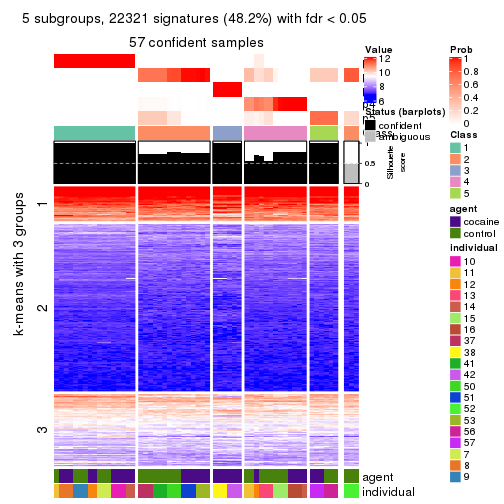 5 subgroups, 22321 signatures (48.2%) with fdr < 0.05
57 confident samples
k-means with 3 groups
1
2
3
Value
12
10
8
6
Status (barplots)
confident
ambiguous
1
0.5
0
Silhouette
score
agent
individual
Prob
1
0.8
0.6
0.4
0.2
0
Class
1
2
3
4
5
agent
cocaine
control
individual
10
11
12
13
14
15
16
37
38
41
42
50
51
52
53
56
57
7
8
9